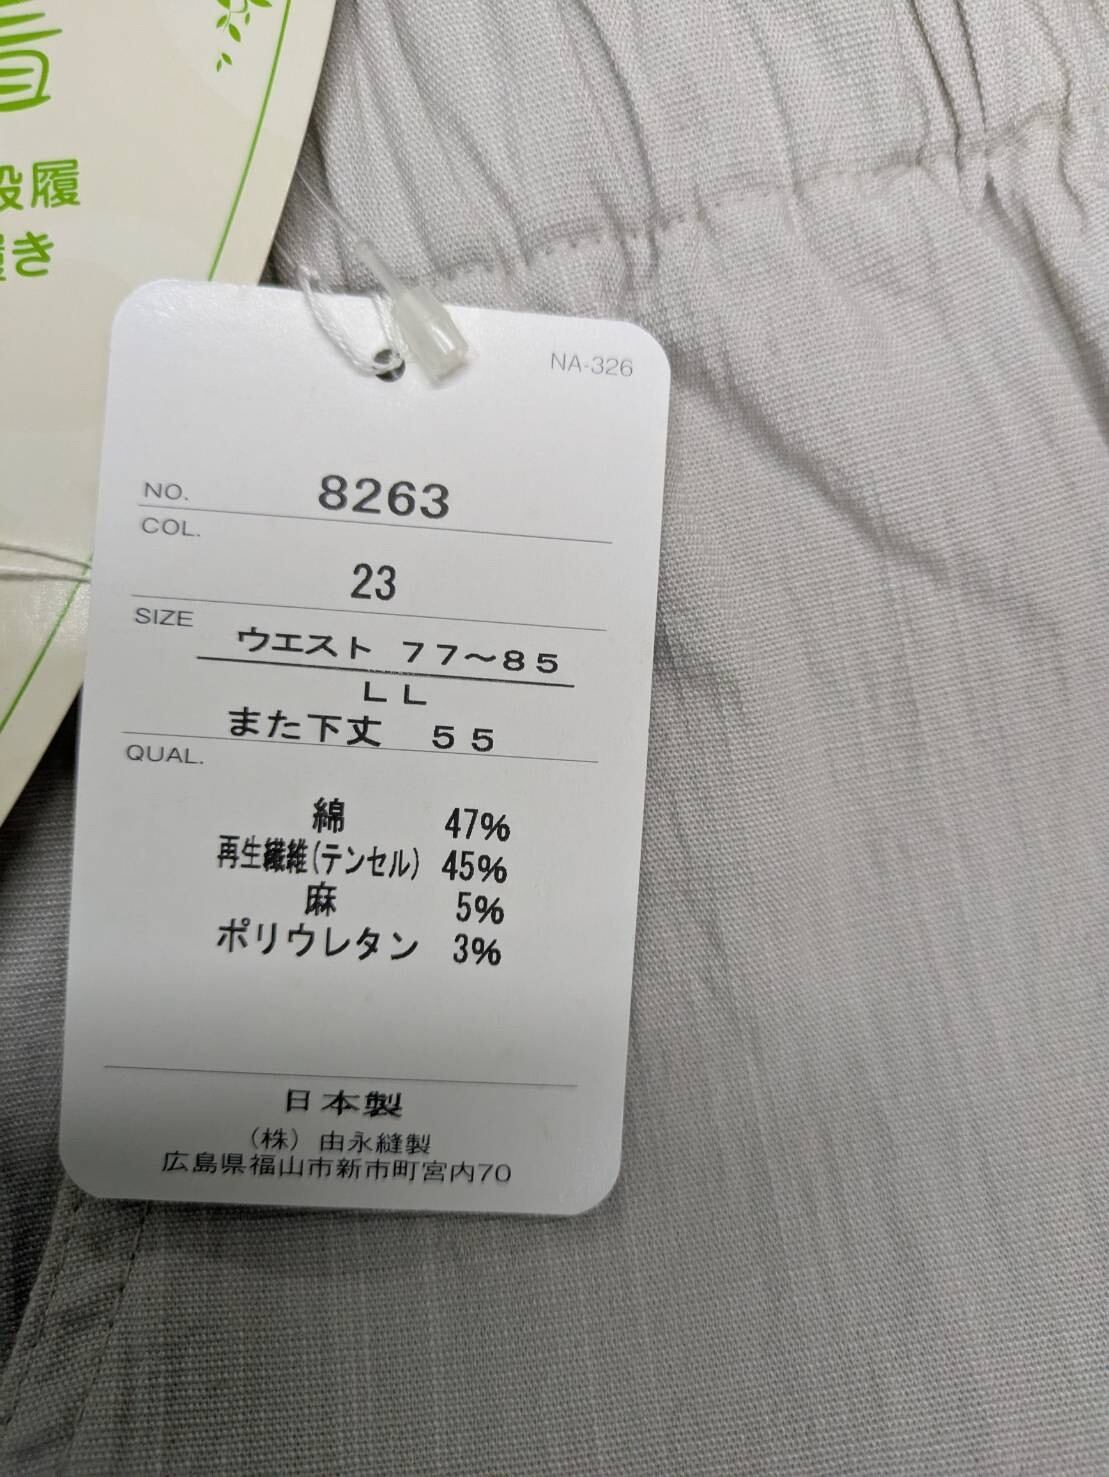 履
き
NA-326
NO. 8263
COL.
23
SIZE
ウエスト 77～85
LL
また下丈 55
QUAL.
綿 47%
再生繊維(テンセル) 45%
麻 5%
ポリウレタン 3%
日本製
(株) 由永縫製
広島県福山市新市町宮内70